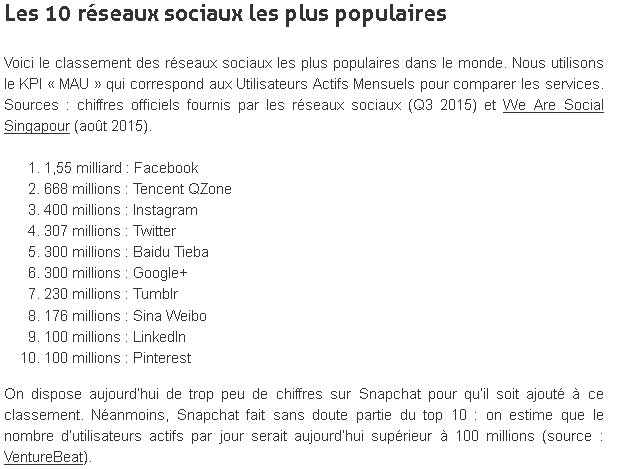 Les 10 réseaux sociaux les plus populaires
Voici le classement des réseaux sociaux les plus populaires dans le monde. Nous utilisons
le KPI « MAU » qui correspond aux Utilisateurs Actifs Mensuels pour comparer les services.
Sources : chiffres officiels fournis par les réseaux sociaux (Q3 2015) et We Are Social
Singapour (août 2015).
1. 1,55 milliard : Facebook
2. 668 millions : Tencent QZone
3. 400 millions : Instagram
4. 307 millions : Twitter
5. 300 millions : Baidu Tieba
6. 300 millions : Google+
7. 230 millions : Tumblr
8. 176 millions : Sina Weibo
9. 100 millions : LinkedIn
10. 100 millions : Pinterest
On dispose aujourd'hui de trop peu de chiffres sur Snapchat pour qu'il soit ajouté à ce
classement. Néanmoins, Snapchat fait sans doute partie du top 10 : on estime que le
nombre d'utilisateurs actifs par jour serait aujourd'hui supérieur à 100 millions (source :
VentureBeat).